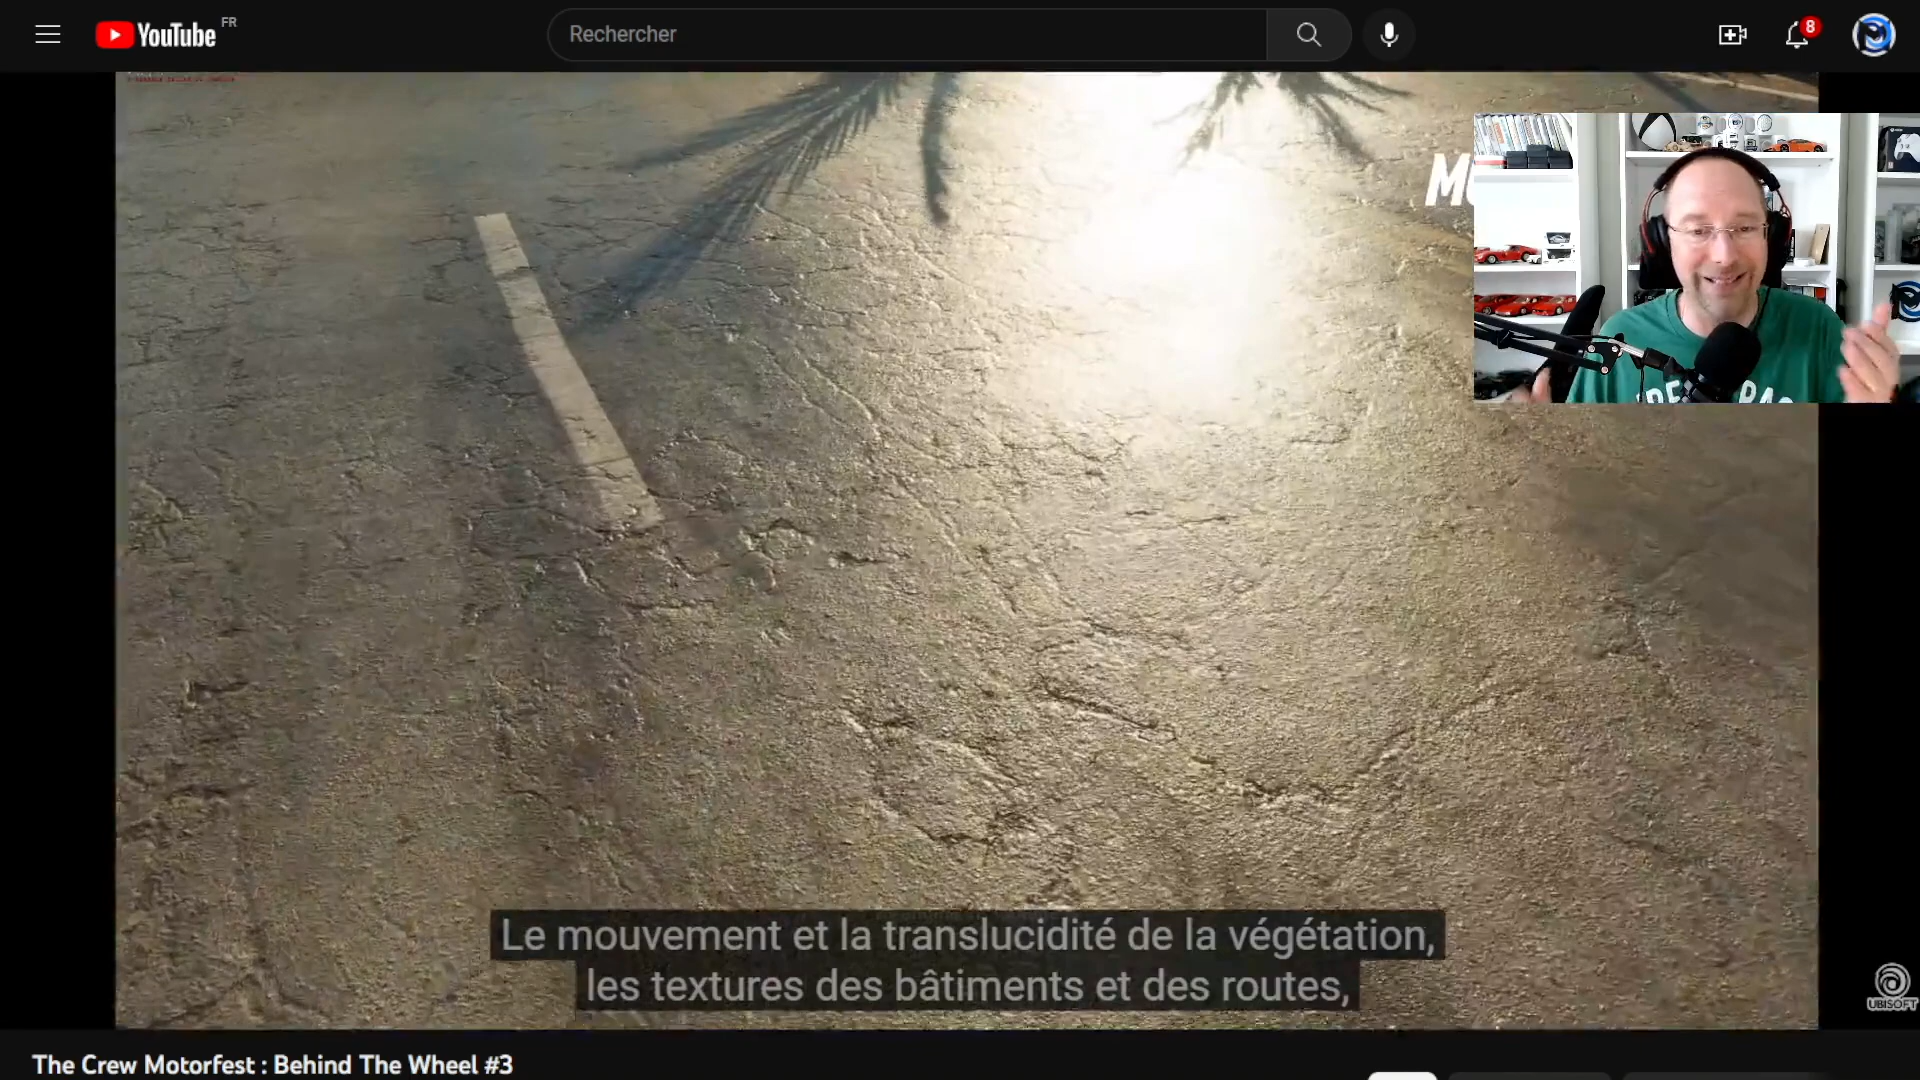 YouTube FR
Rechercher
8
Le mouvement et la translucidité de la végétation,
les textures des bâtiments et des routes,
UBISOFT
The Crew Motorfest : Behind The Wheel #3